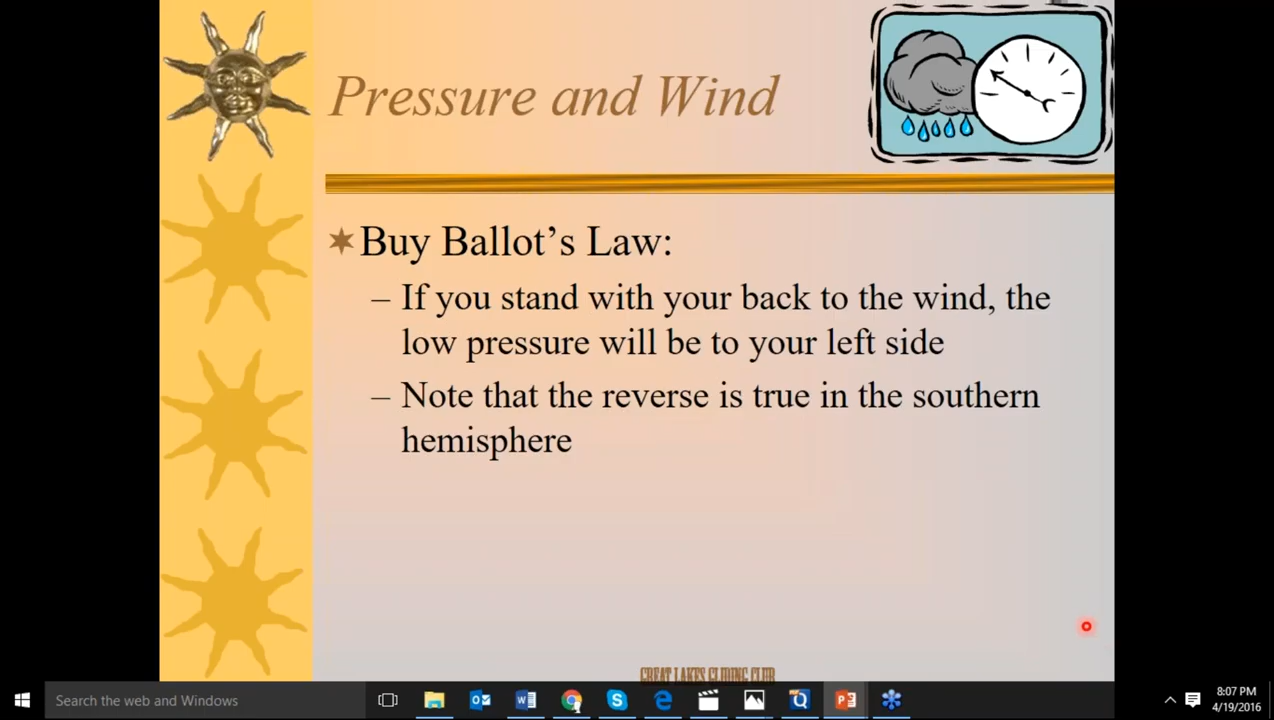 Pressure and Wind
Buy Ballot’s Law:
– If you stand with your back to the wind, the
low pressure will be to your left side
– Note that the reverse is true in the southern
hemisphere
GREAT LAKES GLIDING CLUB
Search the web and Windows
8:07 PM
4/19/2016